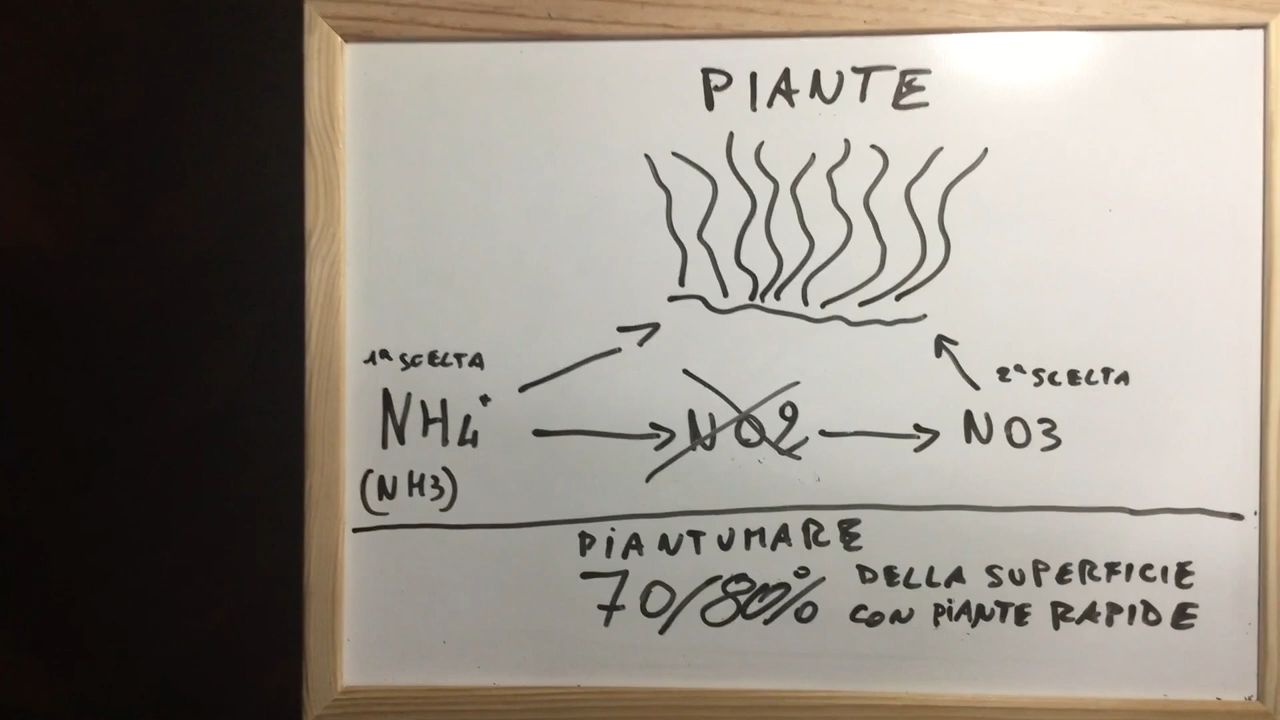 PIANTE
1ª SCELTA
NH4+
(NH3)
NO2
NO3
2ª SCELTA
PIANTUMARE
70/80% DELLA SUPERFICIE
CON PIANTE RAPIDE